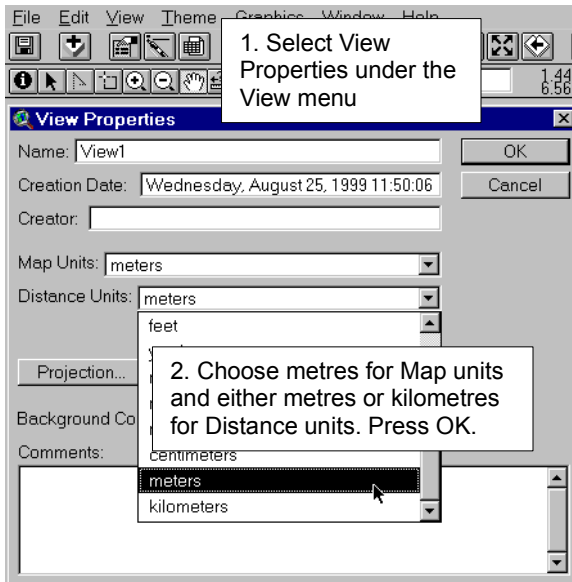 File Edit View Theme Graphics Window Help
1. Select View
Properties under the
View menu
1.44
6.56
View Properties
Name: View1
OK
Creation Date: Wednesday, August 25, 1999 11:50:06
Cancel
Creator:
Map Units: meters
Distance Units: meters
feet
Projection...
2. Choose metres for Map units
and either metres or kilometres
for Distance units. Press OK.
Background Co
Comments:
centimeters
meters
kilometers